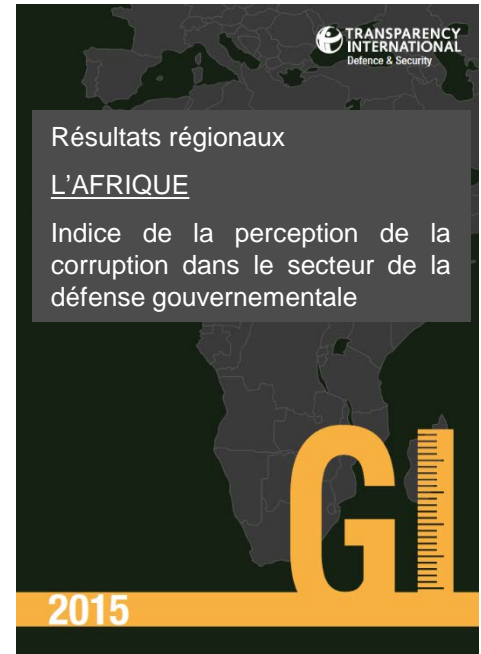 TRANSPARENCY
INTERNATIONAL
Defence & Security
Résultats régionaux
L'AFRIQUE
Indice de la perception de la
corruption dans le secteur de la
défense gouvernementale
GI
2015